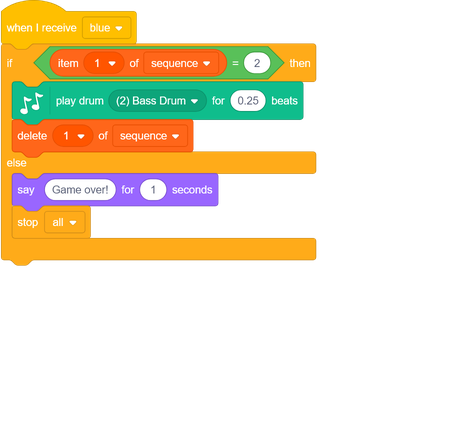 when I receive blue
if item 1 of sequence = 2 then
play drum (2) Bass Drum for 0.25 beats
delete 1 of sequence
else
say Game over! for 1 seconds
stop all